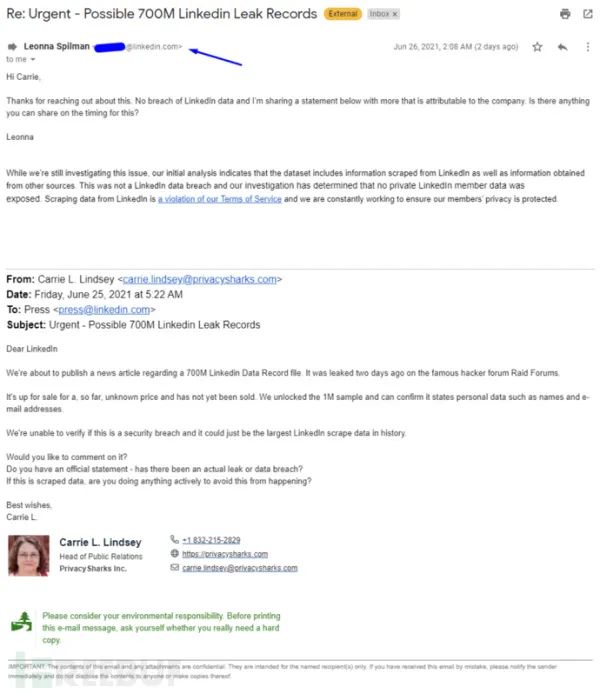 Re: Urgent - Possible 700M Linkedin Leak Records External Inbox x
Leonna Spilman < @linkedin.com> Jun 26, 2021, 2:08 AM (2 days ago)
to me
Hi Carrie,
Thanks for reaching out about this. No breach of LinkedIn data and I'm sharing a statement below with more that is attributable to the company. Is there anything
you can share on the timing for this?
Leonna
While we're still investigating this issue, our initial analysis indicates that the dataset includes information scraped from LinkedIn as well as information obtained
from other sources. This was not a LinkedIn data breach and our investigation has determined that no private LinkedIn member data was
exposed. Scraping data from LinkedIn is a violation of our Terms of Service and we are constantly working to ensure our members' privacy is protected.
From: Carrie L. Lindsey <carrie.lindsey@privacysharks.com>
Date: Friday, June 25, 2021 at 5:22 AM
To: Press <press@linkedin.com>
Subject: Urgent - Possible 700M Linkedin Leak Records
Dear LinkedIn
We're about to publish a news article regarding a 700M Linkedin Data Record file. It was leaked two days ago on the famous hacker forum Raid Forums.
It's up for sale for a, so far, unknown price and has not yet been sold. We unlocked the 1M sample and can confirm it states personal data such as names and e-
mail addresses.
We're unable to verify if this is a security breach and it could just be the largest LinkedIn scrape data in history.
Would you like to comment on it?
Do you have an official statement - has there been an actual leak or data breach?
If this is scraped data, are you doing anything actively to avoid this from happening?
Best wishes,
Carrie L.
Carrie L. Lindsey
Head of Public Relations
PrivacySharks Inc.
+1 832-215-2829
https://privacysharks.com
carrie.lindsey@privacysharks.com
Please consider your environmental responsibility. Before printing
this e-mail message, ask yourself whether you really need a hard
copy.
IMPORTANT: The contents of this email and any attachments are confidential. They are intended for the named recipient(s) only. If you have received this email by mistake, please notify the sender
immediately and do not disclose the contents to anyone or make copies thereof.